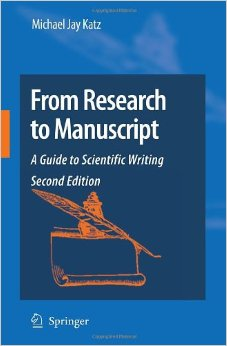 Michael Jay Katz
From Research
to Manuscript
A Guide to Scientific Writing
Second Edition
Springer